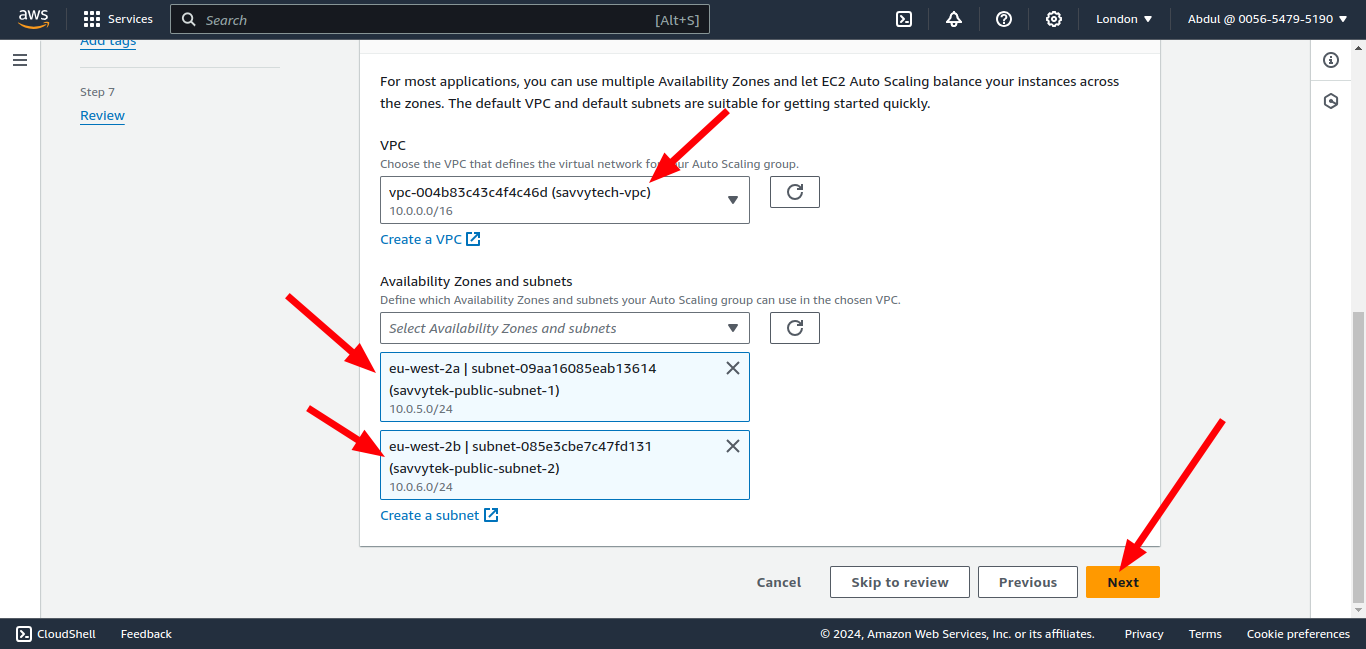 aws
Services
Search
[Alt+S]
London
Abdul @ 0056-5479-5190
Add tags
Step 7
Review
For most applications, you can use multiple Availability Zones and let EC2 Auto Scaling balance your instances across
the zones. The default VPC and default subnets are suitable for getting started quickly.
VPC
Choose the VPC that defines the virtual network for your Auto Scaling group.
vpc-004b83c43c4f4c46d (savvytech-vpc)
10.0.0.0/16
Create a VPC
Availability Zones and subnets
Define which Availability Zones and subnets your Auto Scaling group can use in the chosen VPC.
Select Availability Zones and subnets
eu-west-2a | subnet-09aa16085eab13614
(savvytek-public-subnet-1)
10.0.5.0/24
eu-west-2b | subnet-085e3cbe7c47fd131
(savvytek-public-subnet-2)
10.0.6.0/24
Create a subnet
Cancel
Skip to review
Previous
Next
CloudShell
Feedback
© 2024, Amazon Web Services, Inc. or its affiliates.
Privacy
Terms
Cookie preferences